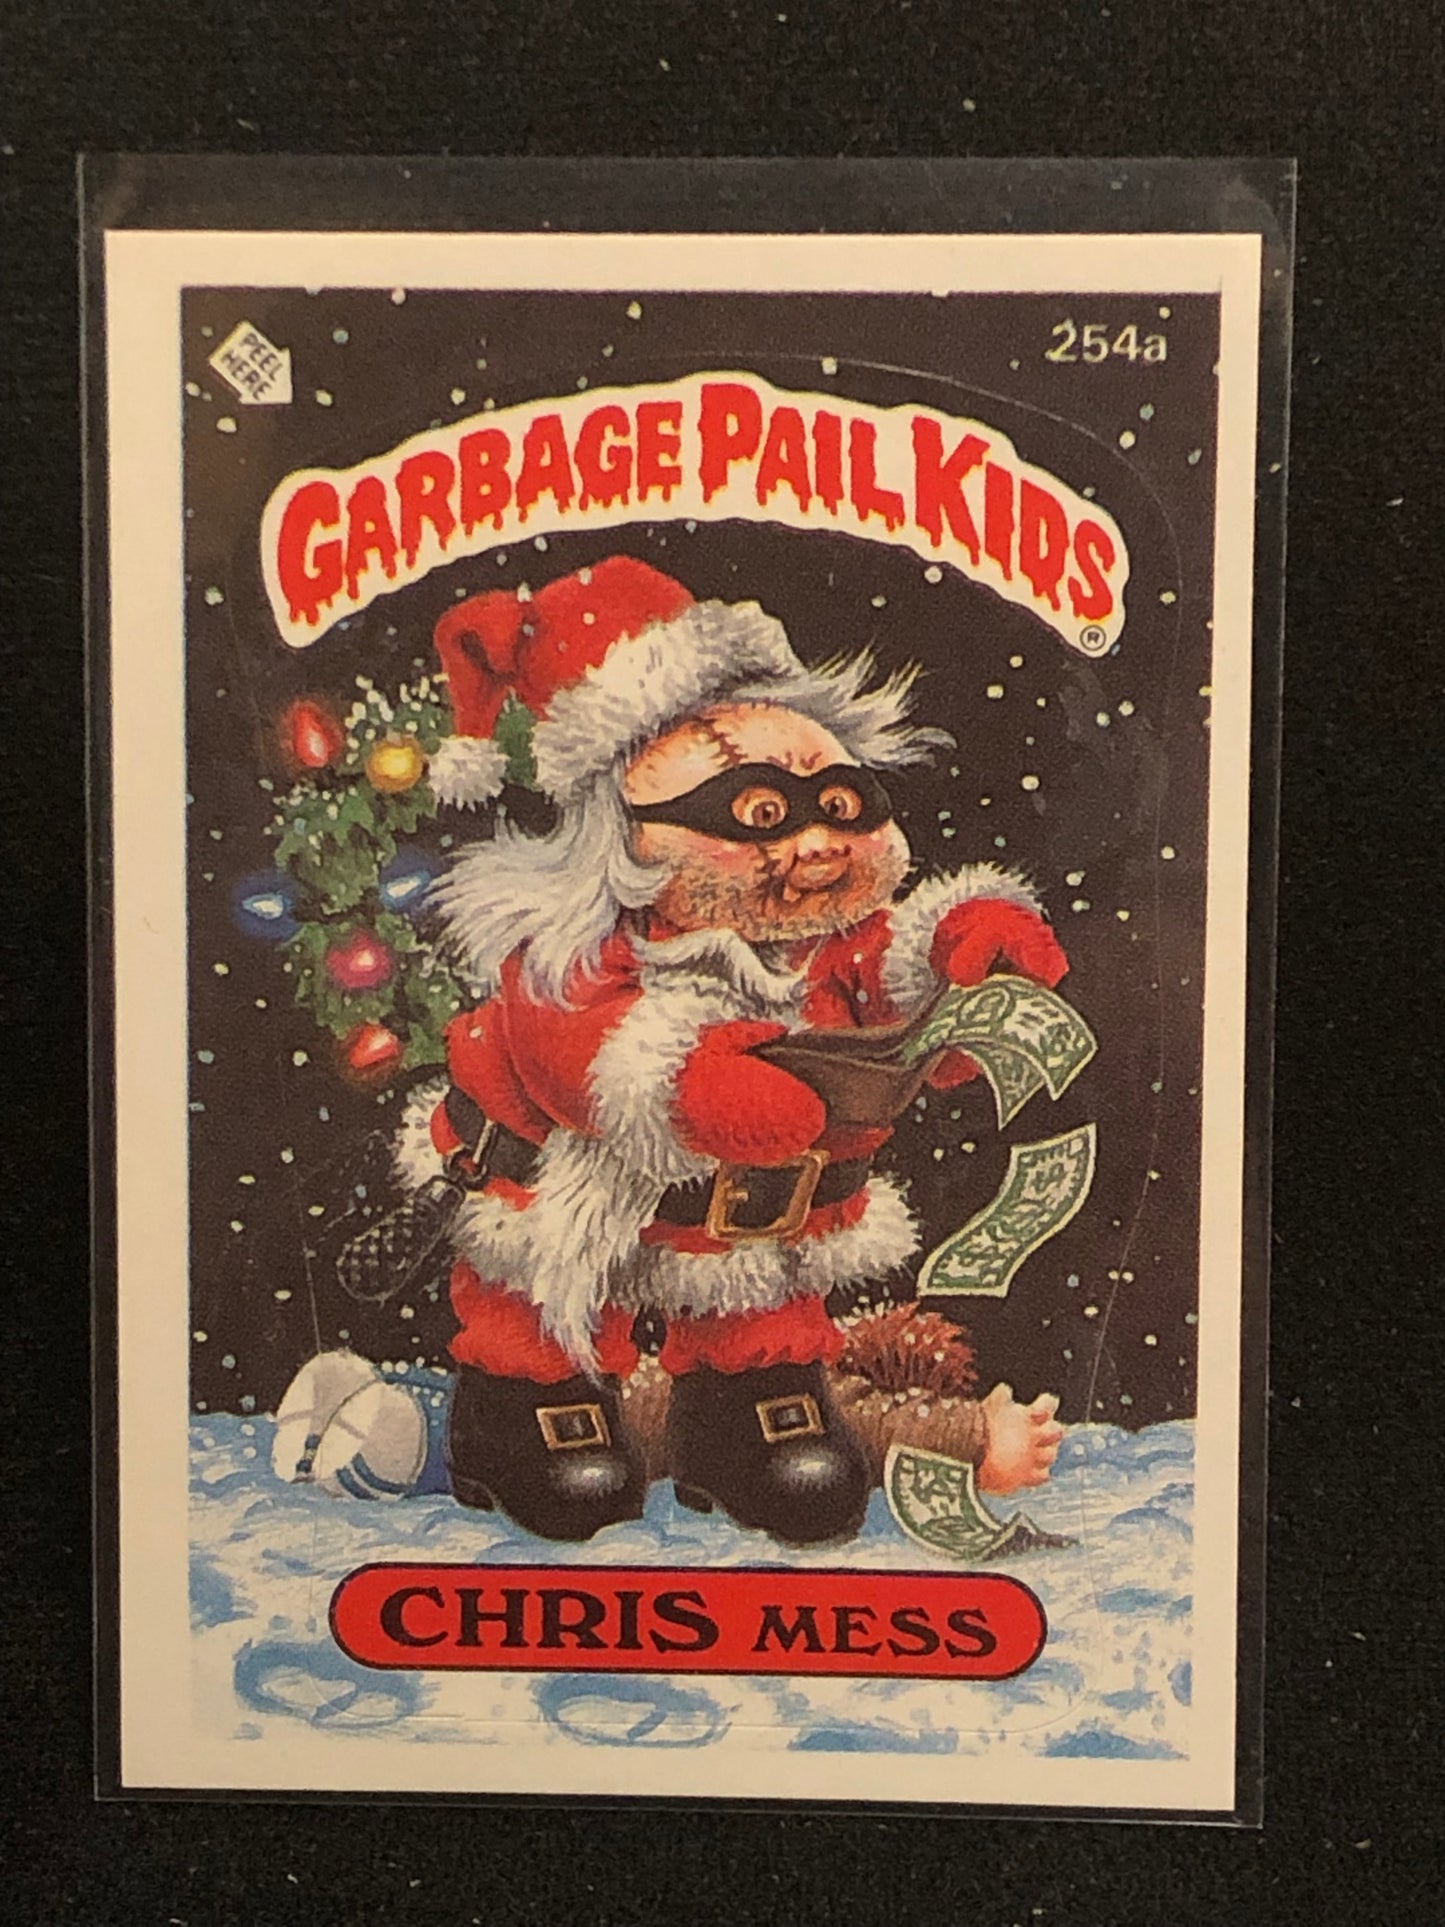 PEEL
HERE
254a
GARBAGE PAIL KIDS
®
CHRIS MESS